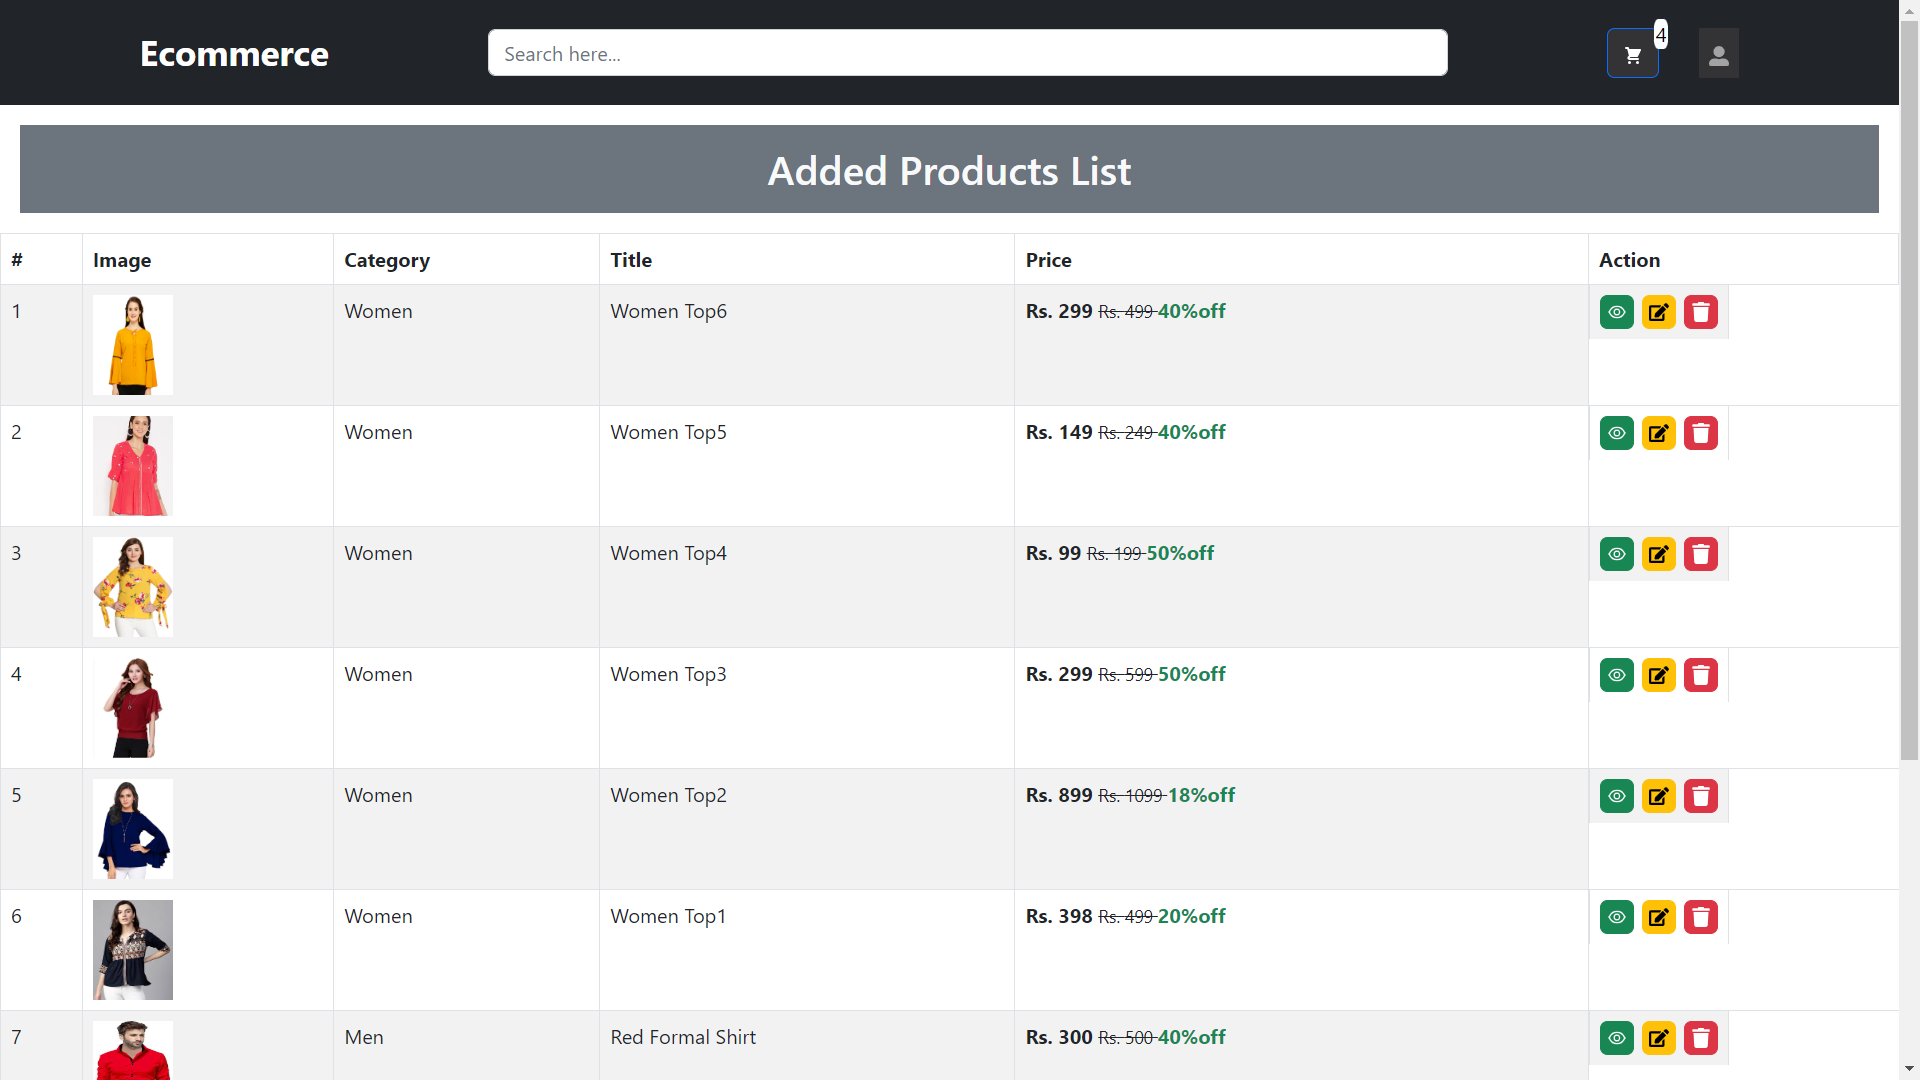 Ecommerce
Search here...
4
Added Products List
# Image Category Title Price Action
1 Women Women Top6 Rs. 299 Rs. 499 40%off
2 Women Women Top5 Rs. 149 Rs. 249 40%off
3 Women Women Top4 Rs. 99 Rs. 199 50%off
4 Women Women Top3 Rs. 299 Rs. 599 50%off
5 Women Women Top2 Rs. 899 Rs. 1099 18%off
6 Women Women Top1 Rs. 398 Rs. 499 20%off
7 Men Red Formal Shirt Rs. 300 Rs. 500 40%off